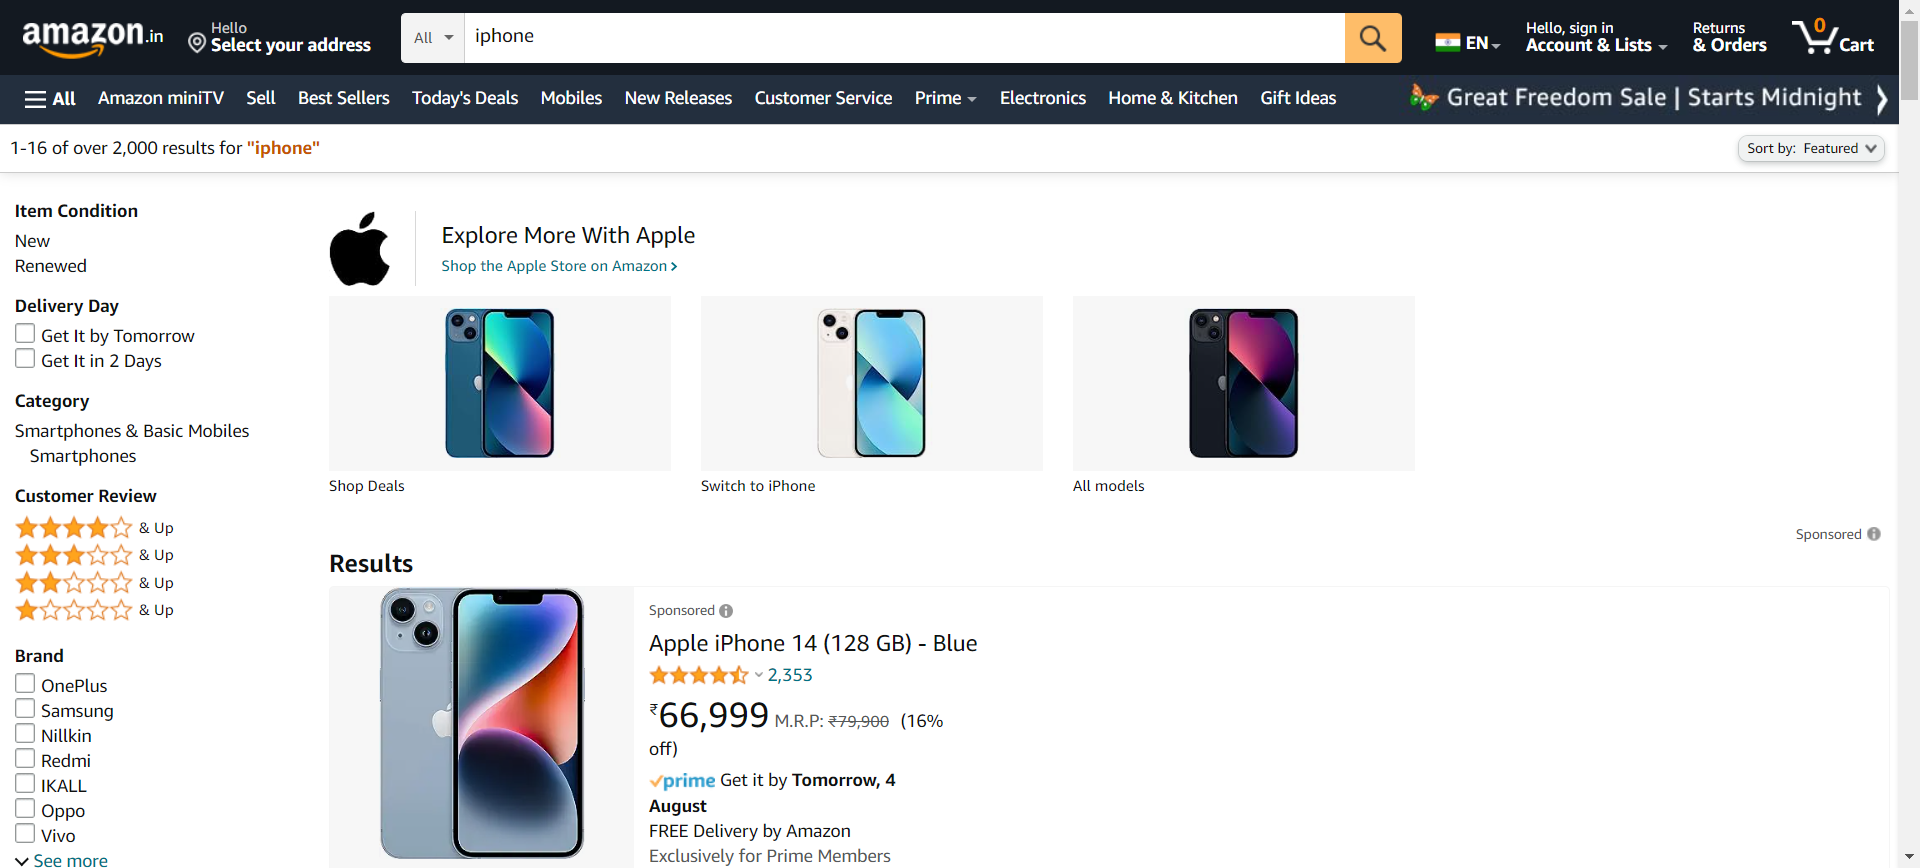 amazon.in
Hello
Select your address
All
iphone
EN
Hello, sign in
Account & Lists
Returns
& Orders
0
Cart
All
Amazon miniTV
Sell
Best Sellers
Today's Deals
Mobiles
New Releases
Customer Service
Prime
Electronics
Home & Kitchen
Gift Ideas
Great Freedom Sale | Starts Midnight
1-16 of over 2,000 results for "iphone"
Sort by: Featured
Item Condition
New
Renewed
Delivery Day
Get It by Tomorrow
Get It in 2 Days
Category
Smartphones & Basic Mobiles
Smartphones
Customer Review
& Up
& Up
& Up
& Up
Brand
OnePlus
Samsung
Nillkin
Redmi
IKALL
Oppo
Vivo
See more
Explore More With Apple
Shop the Apple Store on Amazon
Shop Deals
Switch to iPhone
All models
Sponsored
Results
Sponsored
Apple iPhone 14 (128 GB) - Blue
2,353
₹66,999 M.R.P: ₹79,900 (16%
off)
prime Get it by Tomorrow, 4
August
FREE Delivery by Amazon
Exclusively for Prime Members